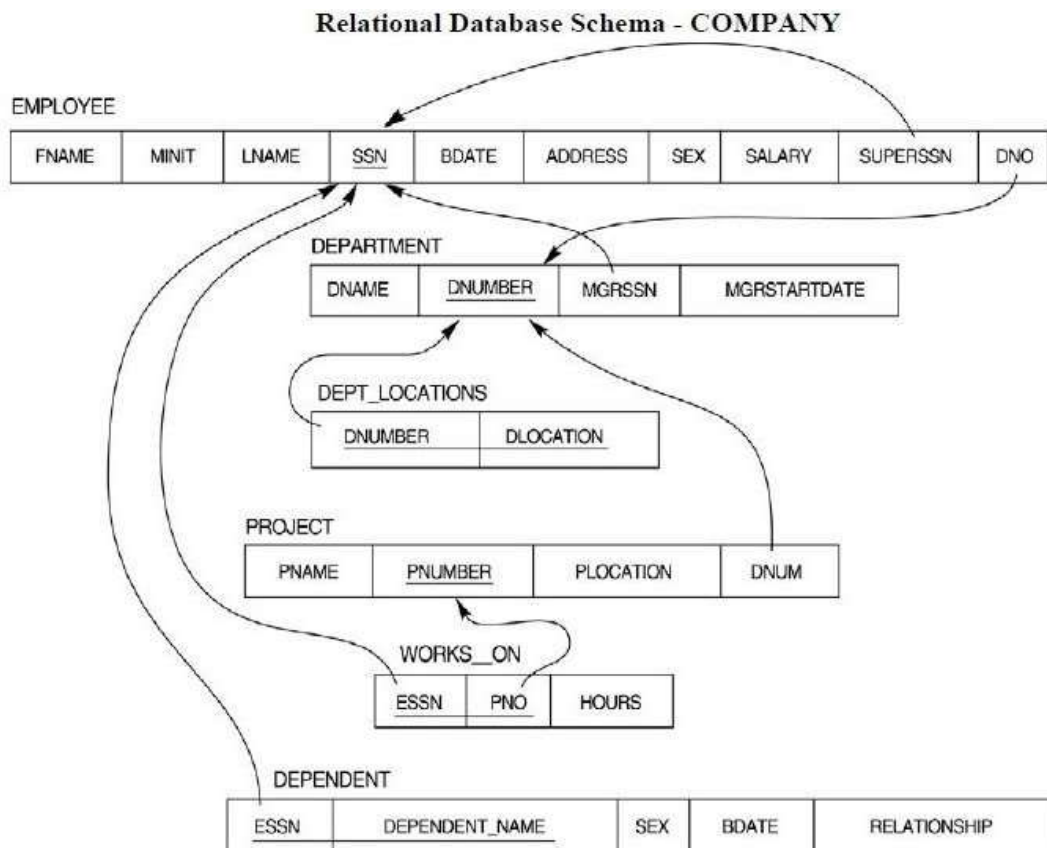 Relational Database Schema - COMPANY
EMPLOYEE
FNAME MINIT LNAME SSN BDATE ADDRESS SEX SALARY SUPERSSN DNO
DEPARTMENT
DNAME DNUMBER MGRSSN MGRSTARTDATE
DEPT_LOCATIONS
DNUMBER DLOCATION
PROJECT
PNAME PNUMBER PLOCATION DNUM
WORKS__ON
ESSN PNO HOURS
DEPENDENT
ESSN DEPENDENT_NAME SEX BDATE RELATIONSHIP